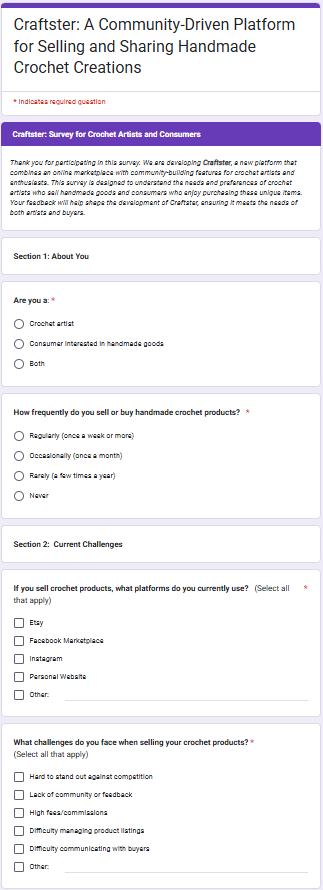 Craftster: A Community-Driven Platform
for Selling and Sharing Handmade
Crochet Creations
* Indicates required question
Craftster: Survey for Crochet Artists and Consumers
Thank you for participating in this survey. We are developing Craftster, a new platform that
combines an online marketplace with community-building features for crochet artists and
enthusiasts. This survey is designed to understand the needs and preferences of crochet
artists who sell handmade goods and consumers who enjoy purchasing these unique items.
Your feedback will help shape the development of Craftster, ensuring it meets the needs of
both artists and buyers.
Section 1: About You
Are you a: *
Crochet artist
Consumer interested in handmade goods
Both
How frequently do you sell or buy handmade crochet products? *
Regularly (once a week or more)
Occasionally (once a month)
Rarely (a few times a year)
Never
Section 2: Current Challenges
If you sell crochet products, what platforms do you currently use? (Select all *
that apply)
Etsy
Facebook Marketplace
Instagram
Personal Website
Other:
What challenges do you face when selling your crochet products? *
(Select all that apply)
Hard to stand out against competition
Lack of community or feedback
High fees/commissions
Difficulty managing product listings
Difficulty communicating with buyers
Other: